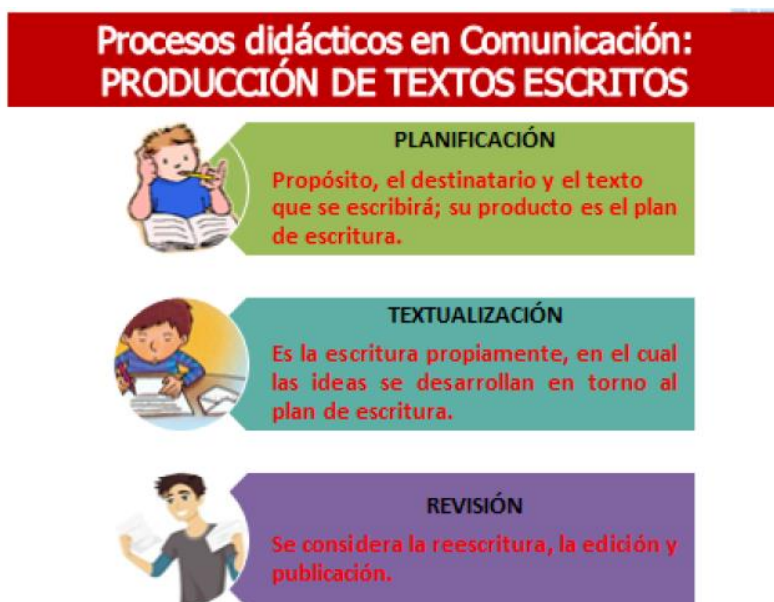 Procesos didácticos en Comunicación:
PRODUCCIÓN DE TEXTOS ESCRITOS
PLANIFICACIÓN
Propósito, el destinatario y el texto
que se escribirá; su producto es el plan
de escritura.
TEXTUALIZACIÓN
Es la escritura propiamente, en el cual
las ideas se desarrollan en torno al
plan de escritura.
REVISIÓN
Se considera la reescritura, la edición y
publicación.